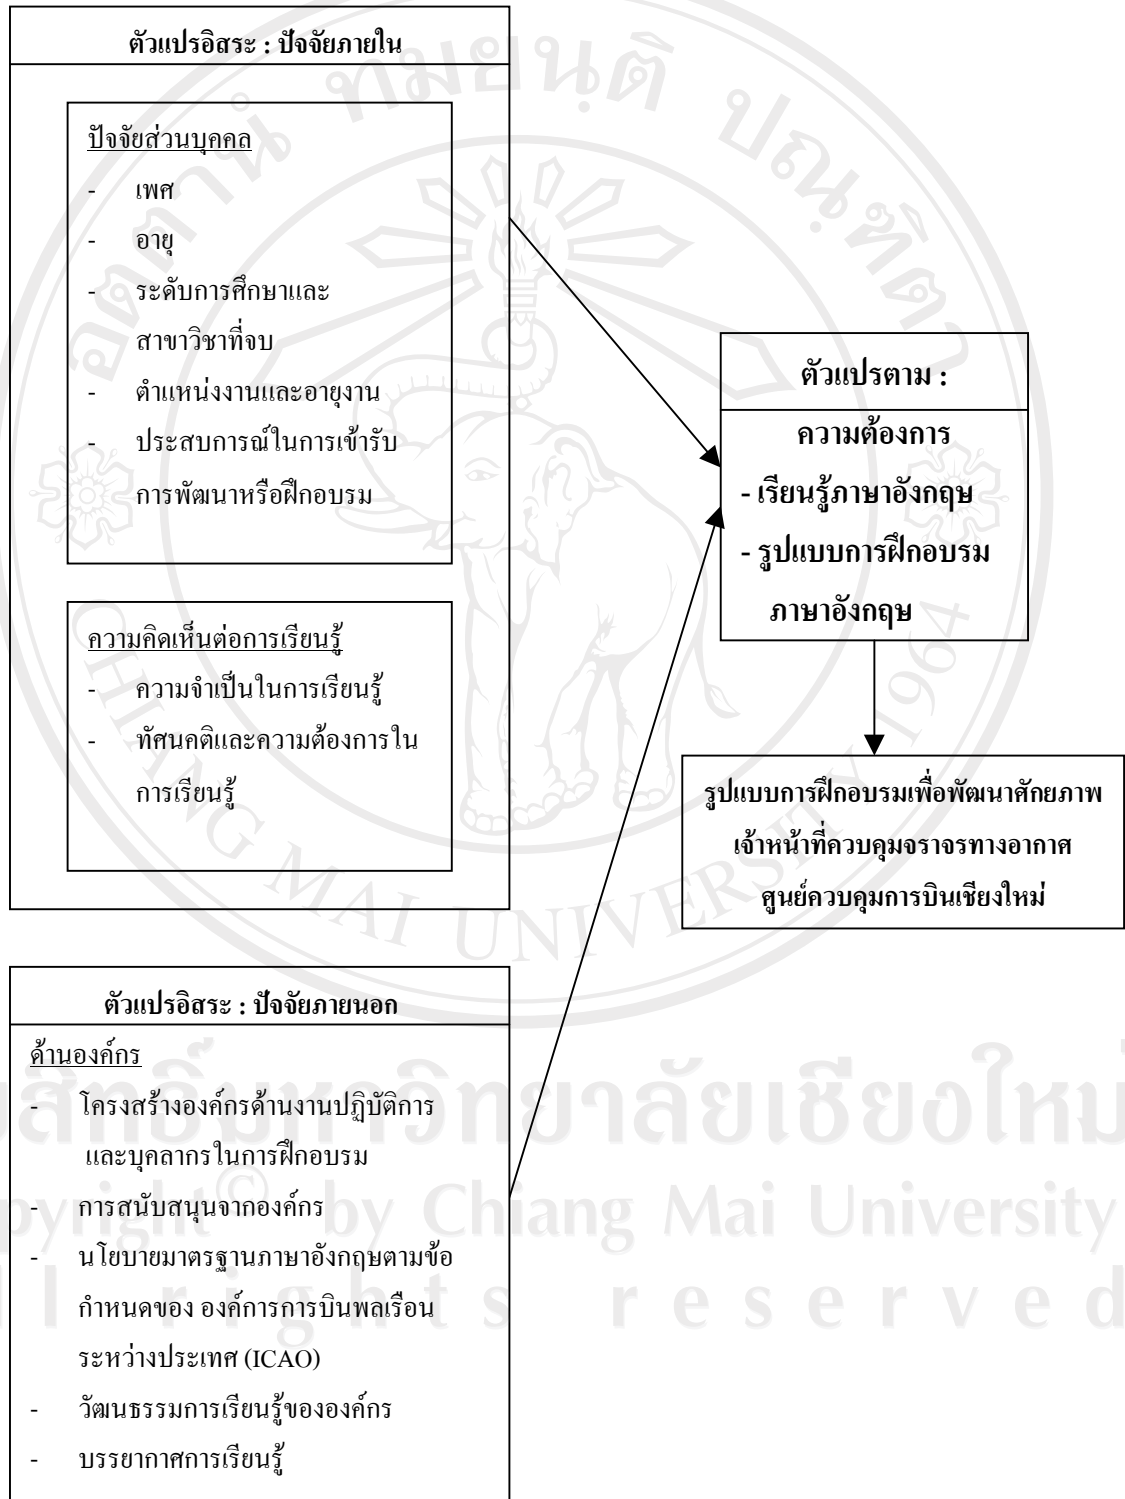 ตัวแปรอิสระ : ปัจจัยภายใน
ปัจจัยส่วนบุคคล
- เพศ
- อายุ
- ระดับการศึกษาและ
สาขาวิชาที่จบ
- ตำแหน่งงานและอายุงาน
- ประสบการณ์ในการเข้ารับ
การพัฒนาหรือฝึกอบรม
ความคิดเห็นต่อการเรียนรู้
- ความจำเป็นในการเรียนรู้
- ทัศนคติและความต้องการใน
การเรียนรู้
ตัวแปรตาม :
ความต้องการ
- เรียนรู้ภาษาอังกฤษ
- รูปแบบการฝึกอบรม
ภาษาอังกฤษ
รูปแบบการฝึกอบรมเพื่อพัฒนาศักยภาพ
เจ้าหน้าที่ควบคุมจราจรทางอากาศ
ศูนย์ควบคุมการบินเชียงใหม่
ตัวแปรอิสระ : ปัจจัยภายนอก
ด้านองค์กร
- โครงสร้างองค์กรด้านงานปฏิบัติการ
และบุคลากรในการฝึกอบรม
- การสนับสนุนจากองค์กร
- นโยบายมาตรฐานภาษาอังกฤษตามข้อ
กำหนดของ องค์การการบินพลเรือน
ระหว่างประเทศ (ICAO)
- วัฒนธรรมการเรียนรู้ขององค์กร
- บรรยากาศการเรียนรู้
อตฺตานํ ทมยนฺติ ปณฺฑิตา
CHIANG MAI UNIVERSITY 1964
ยสิทธิ์มหาวิทยาลัยเชียงใหม่
pyright© by Chiang Mai University
l rights reserved